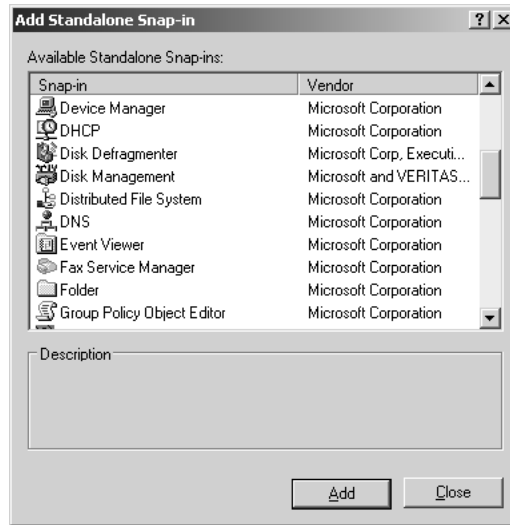 Add Standalone Snap-in
Available Standalone Snap-ins:
Snap-in Vendor
Device Manager Microsoft Corporation
DHCP Microsoft Corporation
Disk Defragmenter Microsoft Corp, Executi...
Disk Management Microsoft and VERITAS...
Distributed File System Microsoft Corporation
DNS Microsoft Corporation
Event Viewer Microsoft Corporation
Fax Service Manager Microsoft Corporation
Folder Microsoft Corporation
Group Policy Object Editor Microsoft Corporation
Description
Add Close